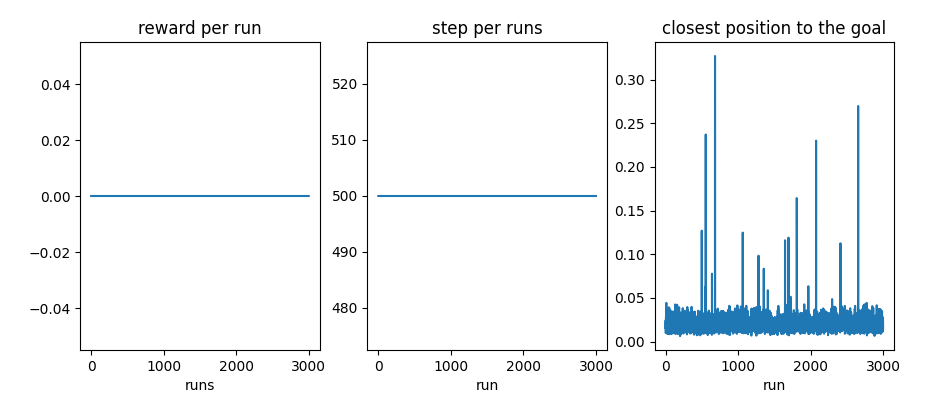 reward per run
0.04
0.02
0.00
−0.02
−0.04
0 1000 2000 3000
runs
step per runs
520
510
500
490
480
0 1000 2000 3000
run
closest position to the goal
0.30
0.25
0.20
0.15
0.10
0.05
0.00
0 1000 2000 3000
run